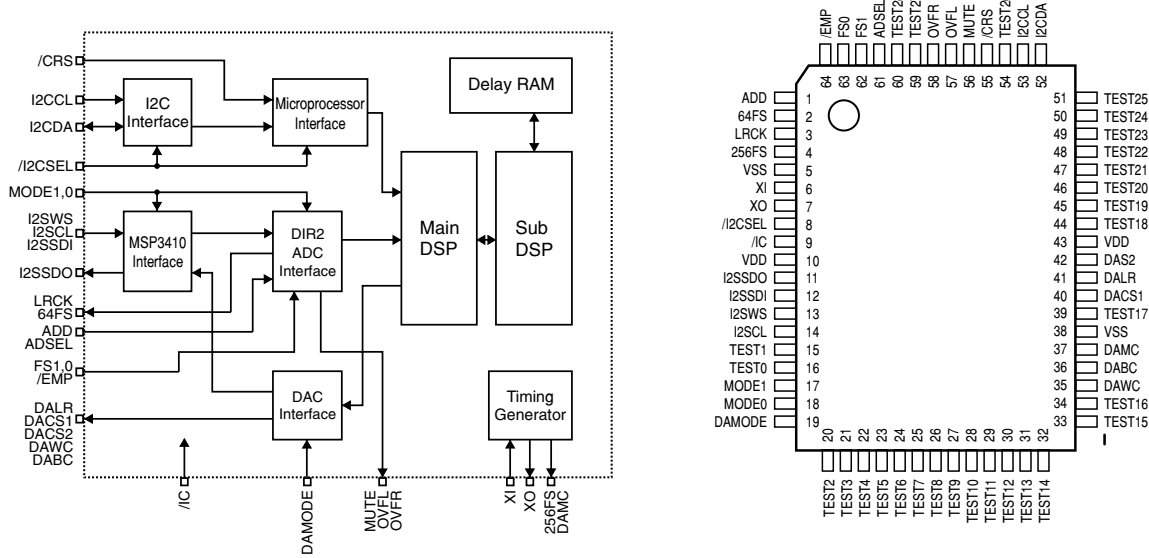 /CRS
I2CCL
I2CDA
/I2CSEL
MODE1,0
I2SWS
I2SCL
I2SSDI
I2SSDO
LRCK
64FS
ADD
ADSEL
FS1,0
/EMP
DALR
DACS1
DACS2
DAWC
DABC
I2C
Interface
Microprocessor
Interface
MSP3410
Interface
DIR2
ADC
Interface
DAC
Interface
Main
DSP
Delay RAM
Sub
DSP
Timing
Generator
/IC
DAMODE
MUTE
OVFL
OVFR
XI
XO
256FS
DAMC
/EMP
FS0
FS1
ADSEL
OVFR
OVFL
MUTE
/CRS
I2CCL
I2CDA
64
63
62
61
60
59
58
57
56
55
54
53
52
ADD 1
64FS 2
LRCK 3
256FS 4
VSS 5
XI 6
XO 7
/I2CSEL 8
/IC 9
VDD 10
I2SSDO 11
I2SSDI 12
I2SWS 13
I2SCL 14
TEST1 15
TEST0 16
MODE1 17
MODE0 18
DAMODE 19
51 TEST25
50 TEST24
49 TEST23
48 TEST22
47 TEST21
46 TEST20
45 TEST19
44 TEST18
43 VDD
42 DAS2
41 DALR
40 DACS1
39 TEST17
38 VSS
37 DAMC
36 DABC
35 DAWC
34 TEST16
33 TEST15
20
21
22
23
24
25
26
27
28
29
30
31
32
TEST2
TEST3
TEST4
TEST5
TEST6
TEST7
TEST8
TEST9
TEST10
TEST11
TEST12
TEST13
TEST14